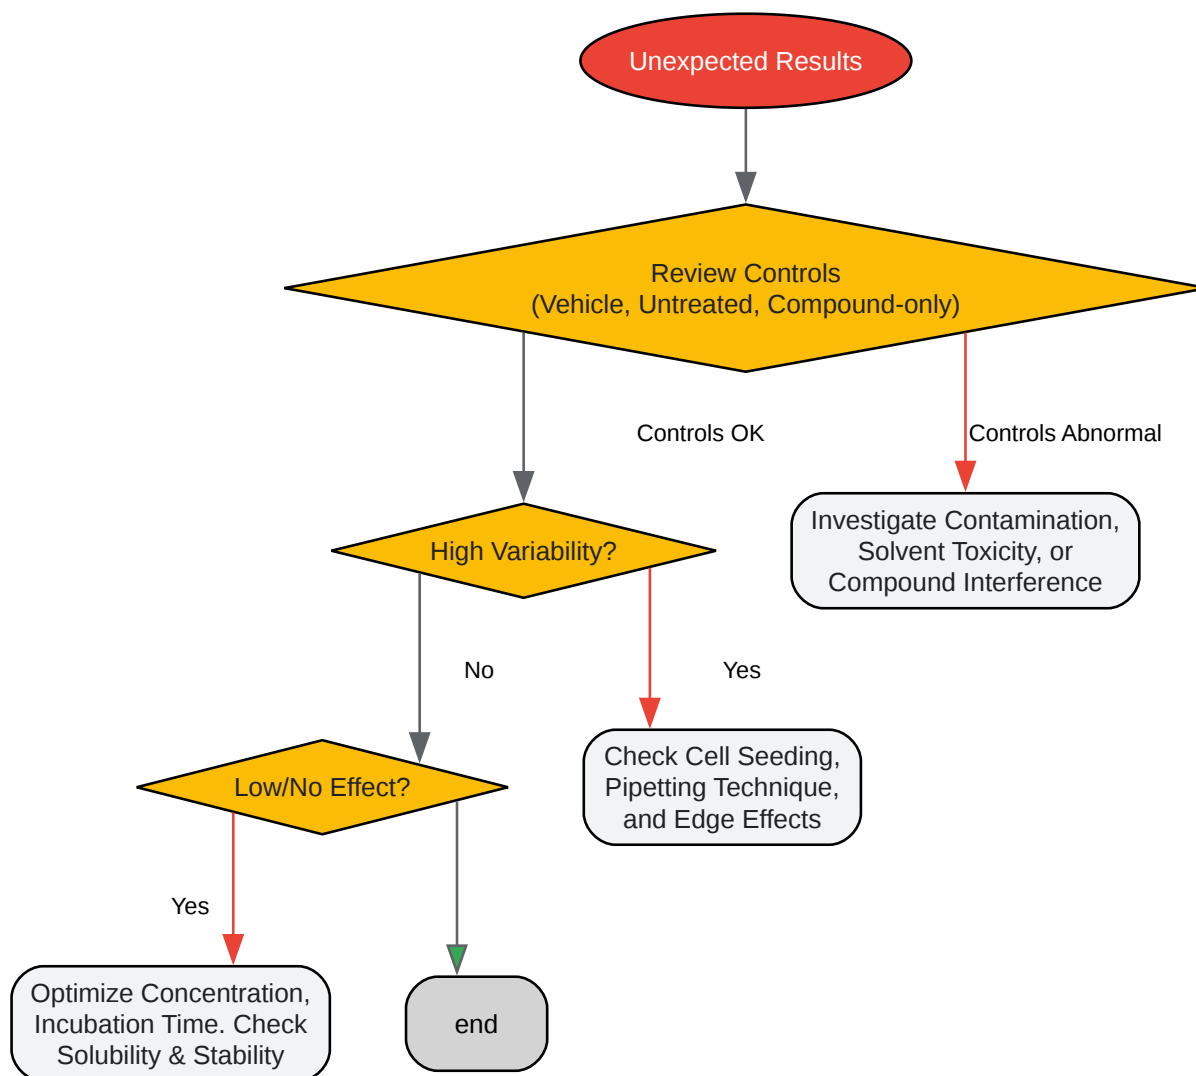 Unexpected Results
Review Controls
(Vehicle, Untreated, Compound-only)
Controls OK
Controls Abnormal
Investigate Contamination,
Solvent Toxicity, or
Compound Interference
High Variability?
No
Yes
Check Cell Seeding,
Pipetting Technique,
and Edge Effects
Low/No Effect?
Yes
Optimize Concentration,
Incubation Time. Check
Solubility & Stability
end